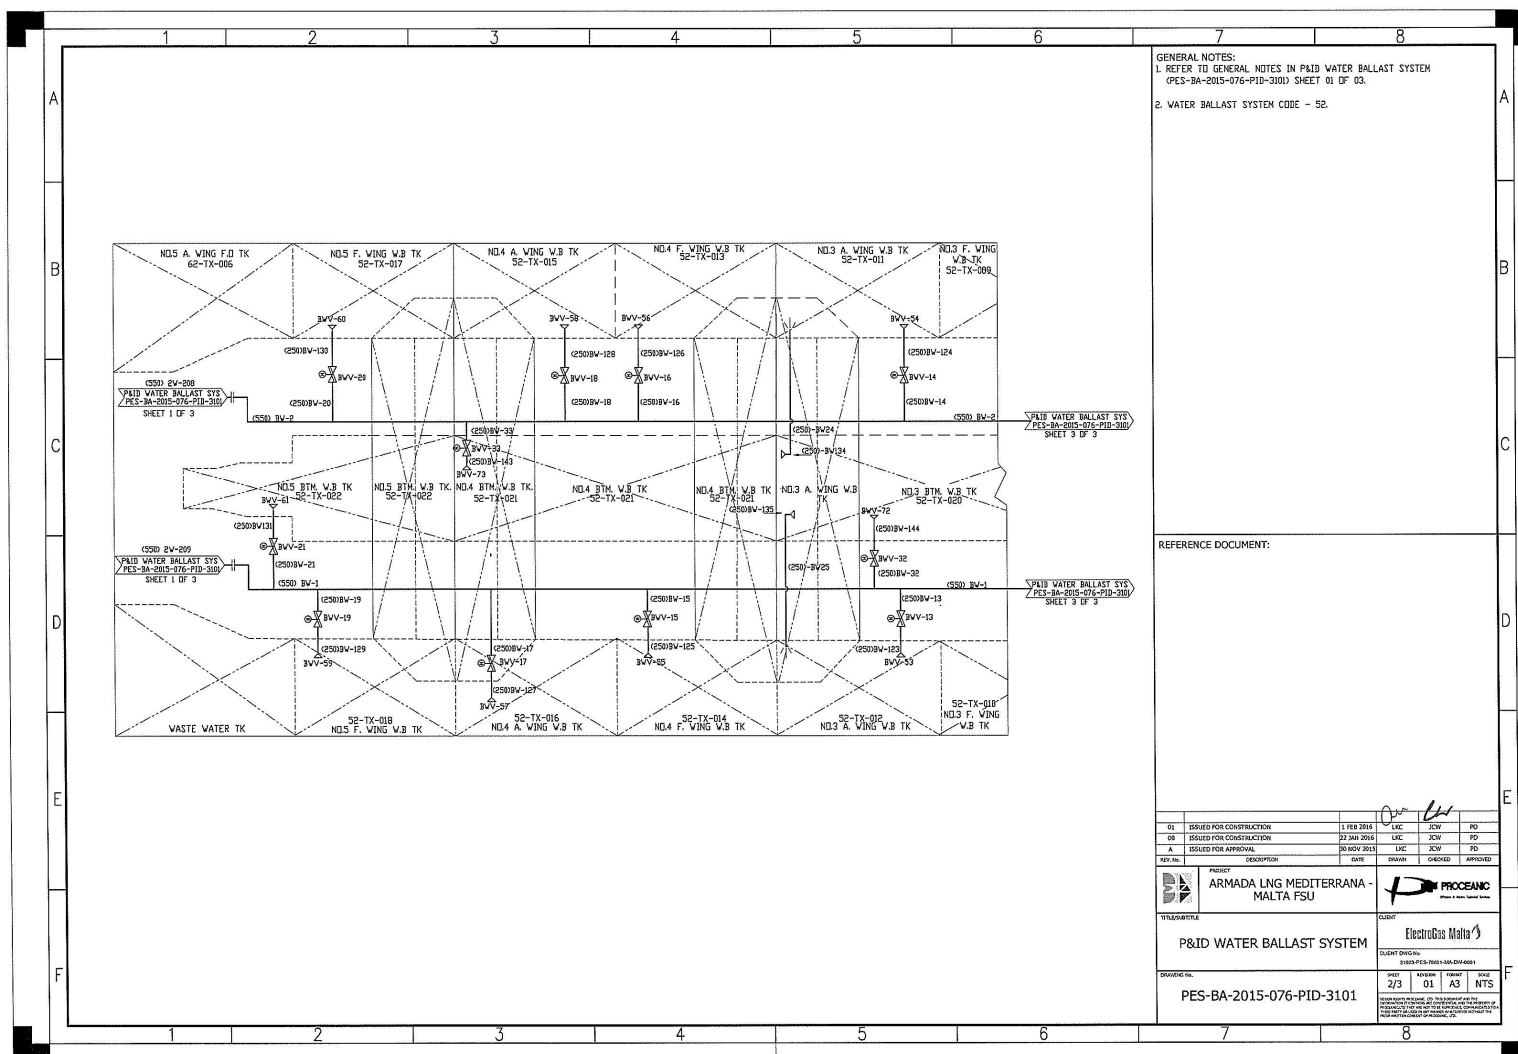 1 2 3 4 5 6 7 8
A
B
C
D
E
F
GENERAL NOTES:
1. REFER TO GENERAL NOTES IN P&ID WATER BALLAST SYSTEM
(PES-BA-2015-076-PID-3101) SHEET 01 OF 03.
2. WATER BALLAST SYSTEM CODE - 52.
REFERENCE DOCUMENT:
NO.5 A. WING F.O TK
62-TX-006
NO.5 F. WING W.B TK
52-TX-017
NO.4 A. WING W.B TK
52-TX-015
NO.4 F. WING W.B TK
52-TX-013
NO.3 A. WING W.B TK
52-TX-011
NO.3 F. WING
W.B TK
52-TX-009
BWV-60
BWV-58
BWV-56
BWV-54
(250)BW-130
(250)BW-128
(250)BW-126
(250)BW-124
BWV-20
BWV-18
BWV-16
BWV-14
(250)BW-20
(250)BW-18
(250)BW-16
(250)BW-14
(550) 2W-208
P&ID WATER BALLAST SYS
PES-BA-2015-076-PID-3101
SHEET 1 OF 3
(550) BW-2
(550) BW-2
P&ID WATER BALLAST SYS
PES-BA-2015-076-PID-3101
SHEET 3 OF 3
(250)BW-33
BWV-33
(250)BW-143
BWV-73
(250)-BW24
(250)-BW134
NO.5 BTM. W.B TK
52-TX-022
NO.5 BTM. W.B TK.
52-TX-022
NO.4 BTM. W.B TK.
52-TX-021
NO.4 BTM. W.B TK
52-TX-021
NO.4 BTM. W.B TK
52-TX-021
NO.3 A. WING W.B
TK
NO.3 BTM. W.B TK
52-TX-020
BWV-61
(250)BW131
BWV-21
(250)BW-21
(250)BW-135
BWV-72
(250)BW-144
BWV-32
(250)BW-32
(250)-BW25
(550) 2W-209
P&ID WATER BALLAST SYS
PES-BA-2015-076-PID-3101
SHEET 1 OF 3
(550) BW-1
(550) BW-1
P&ID WATER BALLAST SYS
PES-BA-2015-076-PID-3101
SHEET 3 OF 3
(250)BW-19
BWV-19
(250)BW-129
BWV-59
(250)BW-17
BWV-17
(250)BW-127
BWV-57
(250)BW-15
BWV-15
(250)BW-125
BWV-55
(250)BW-13
BWV-13
(250)BW-123
BWV-53
WASTE WATER TK
52-TX-018
NO.5 F. WING W.B TK
52-TX-016
NO.4 A. WING W.B TK
52-TX-014
NO.4 F. WING W.B TK
52-TX-012
NO.3 A. WING W.B TK
52-TX-010
NO.3 F. WING
W.B TK
01 ISSUED FOR CONSTRUCTION 1 FEB 2016 LKC JCW PD
00 ISSUED FOR CONSTRUCTION 22 JAN 2016 LKC JCW PD
A ISSUED FOR APPROVAL 30 NOV 2015 LKC JCW PD
REV. No. DESCRIPTION DATE DRAWN CHECKED APPROVED
PROJECT
ARMADA LNG MEDITERRANA -
MALTA FSU
PROCEANIC
TITLE/SUBTITLE
P&ID WATER BALLAST SYSTEM
CLIENT
ElectroGas Malta
CLIENT DWG No.
DRAWING No.
PES-BA-2015-076-PID-3101
SHEET REVISION FORMAT SCALE
2/3 01 A3 NTS
A
B
C
D
E
F
1 2 3 4 5 6 7 8